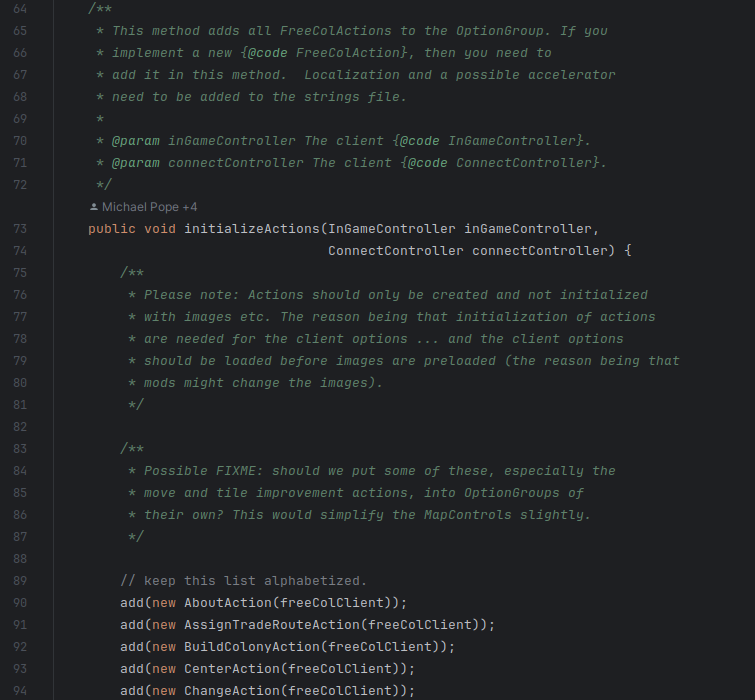 64 /**
65 * This method adds all FreeColActions to the OptionGroup. If you
66 * implement a new {@code FreeColAction}, then you need to
67 * add it in this method.  Localization and a possible accelerator
68 * need to be added to the strings file.
69 *
70 * @param inGameController The client {@code InGameController}.
71 * @param connectController The client {@code ConnectController}.
72 */
Michael Pope +4
73 public void initializeActions(InGameController inGameController,
74 ConnectController connectController) {
75 /**
76 * Please note: Actions should only be created and not initialized
77 * with images etc. The reason being that initialization of actions
78 * are needed for the client options ... and the client options
79 * should be loaded before images are preloaded (the reason being that
80 * mods might change the images).
81 */
82
83 /**
84 * Possible FIXME: should we put some of these, especially the
85 * move and tile improvement actions, into OptionGroups of
86 * their own? This would simplify the MapControls slightly.
87 */
88
89 // keep this list alphabetized.
90 add(new AboutAction(freeColClient));
91 add(new AssignTradeRouteAction(freeColClient));
92 add(new BuildColonyAction(freeColClient));
93 add(new CenterAction(freeColClient));
94 add(new ChangeAction(freeColClient));